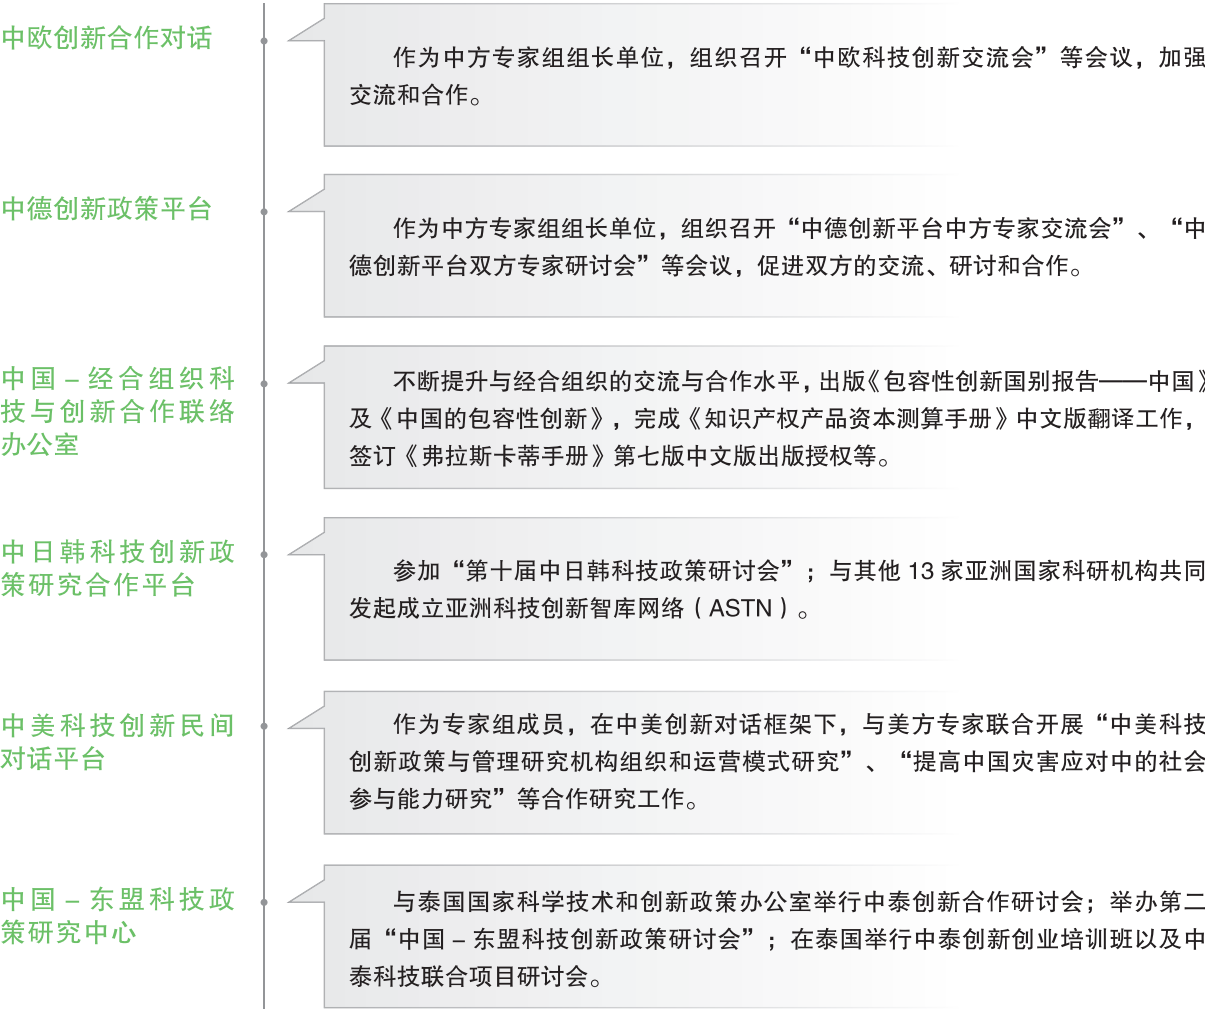 中欧创新合作对话
作为中方专家组组长单位，组织召开“中欧科技创新交流会”等会议，加强
交流和合作。
中德创新政策平台
作为中方专家组组长单位，组织召开“中德创新平台中方专家交流会”、“中
德创新平台双方专家研讨会”等会议，促进双方的交流、研讨和合作。
中国－经合组织科
技与创新合作联络
办公室
不断提升与经合组织的交流与合作水平，出版《包容性创新国别报告——中国》
及《中国的包容性创新》，完成《知识产权产品资本测算手册》中文版翻译工作，
签订《弗拉斯卡蒂手册》第七版中文版出版授权等。
中日韩科技创新政
策研究合作平台
参加“第十届中日韩科技政策研讨会”；与其他 13 家亚洲国家科研机构共同
发起成立亚洲科技创新智库网络（ASTN）。
中美科技创新民间
对话平台
作为专家组成员，在中美创新对话框架下，与美方专家联合开展“中美科技
创新政策与管理研究机构组织和运营模式研究”、“提高中国灾害应对中的社会
参与能力研究”等合作研究工作。
中国－东盟科技政
策研究中心
与泰国国家科学技术和创新政策办公室举行中泰创新合作研讨会；举办第二
届“中国－东盟科技创新政策研讨会”；在泰国举行中泰创新创业培训班以及中
泰科技联合项目研讨会。